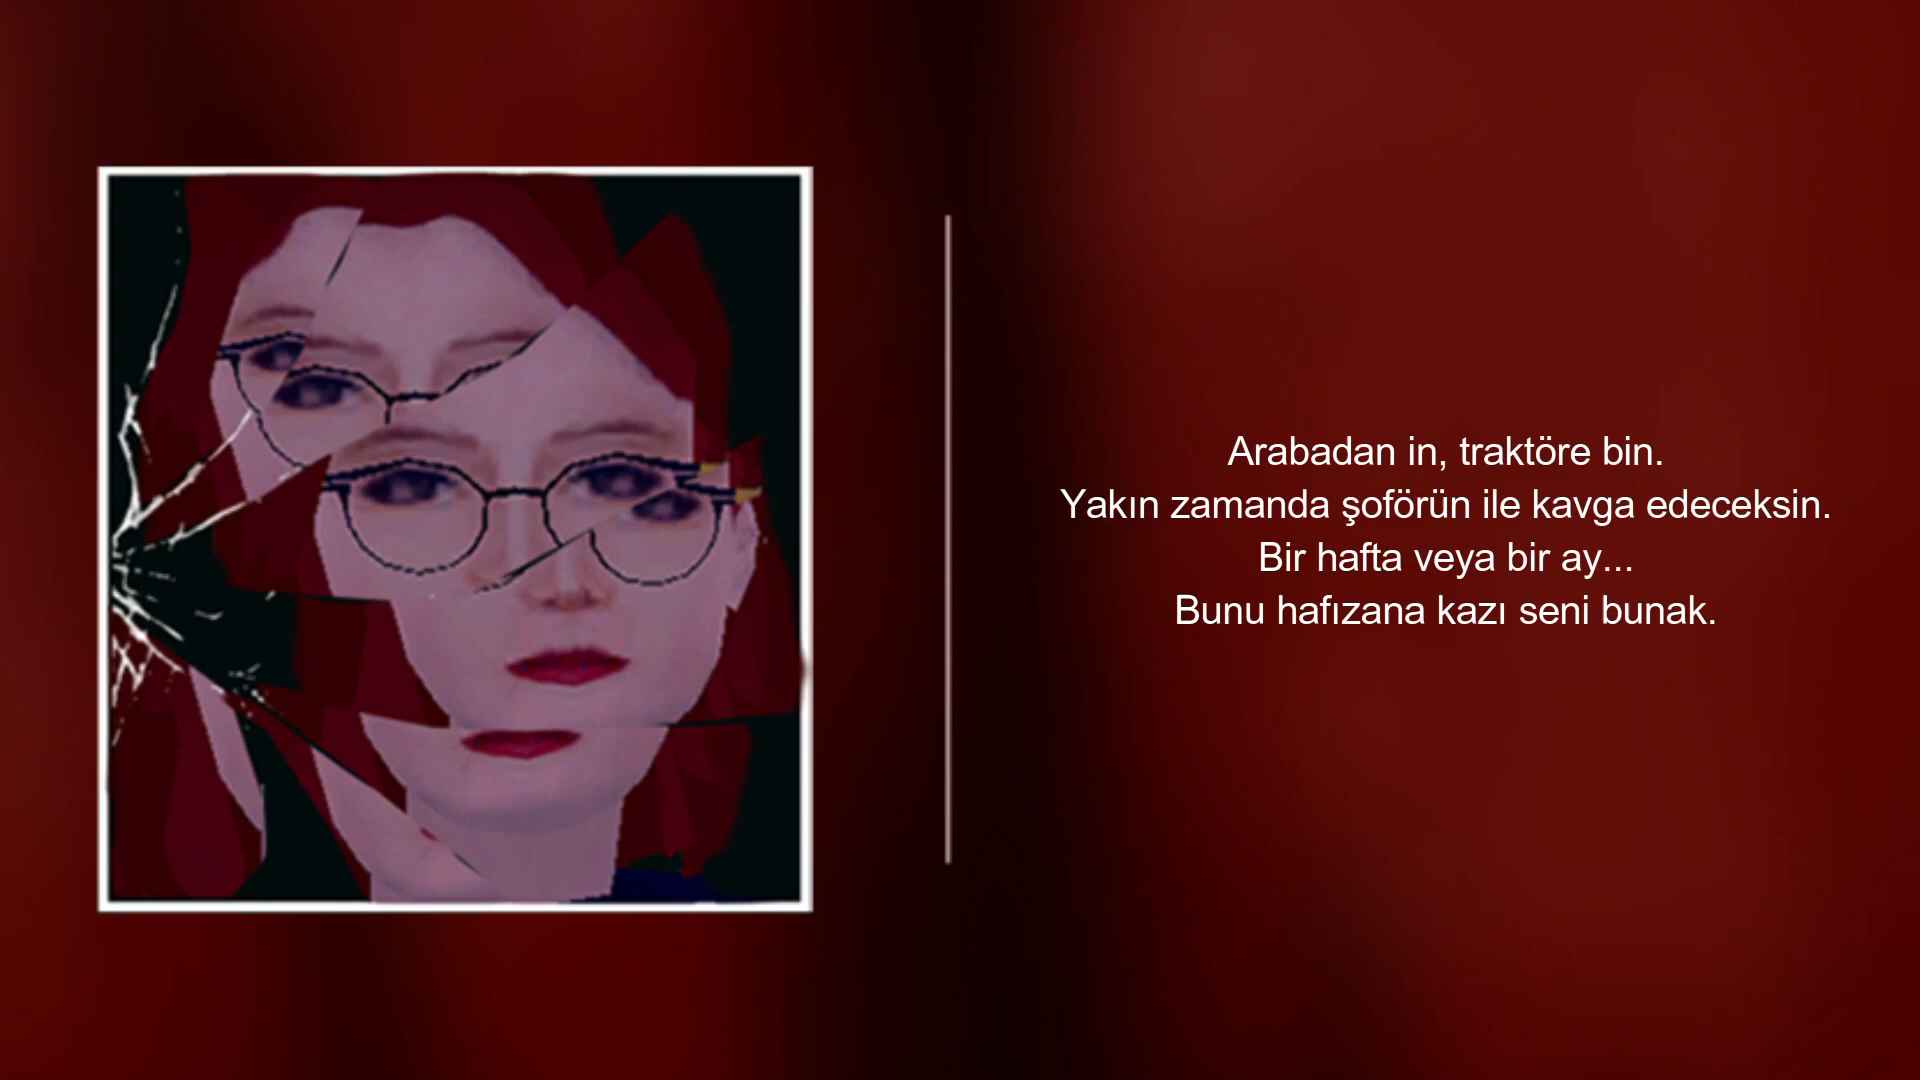 Arabadan in, traktöre bin.
Yakın zamanda şoförün ile kavga edeceksin.
Bir hafta veya bir ay...
Bunu hafızana kazı seni bunak.